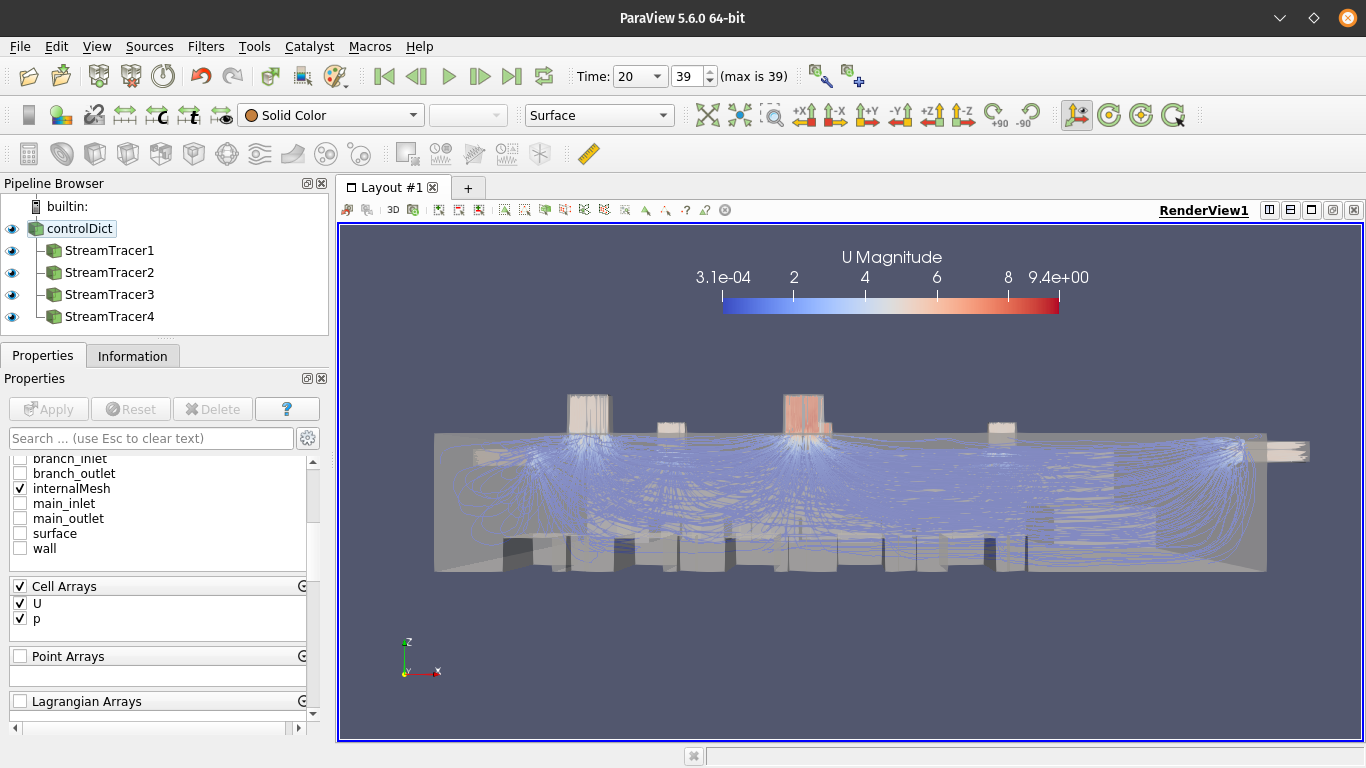 ParaView 5.6.0 64-bit
File Edit View Sources Filters Tools Catalyst Macros Help
Time: 20 39 (max is 39)
+X -X +Y -Y +Z -Z +90 -90
Solid Color Surface
Pipeline Browser
Layout #1 +
builtin:
3D
RenderView1
controlDict
StreamTracer1
StreamTracer2
StreamTracer3
StreamTracer4
U Magnitude
3.1e-04 2 4 6 8 9.4e+00
Properties Information
Properties
Apply Reset Delete ?
Search ... (use Esc to clear text)
branch_inlet
branch_outlet
internalMesh
main_inlet
main_outlet
surface
wall
Cell Arrays
U
p
Point Arrays
Lagrangian Arrays
Z
Y X